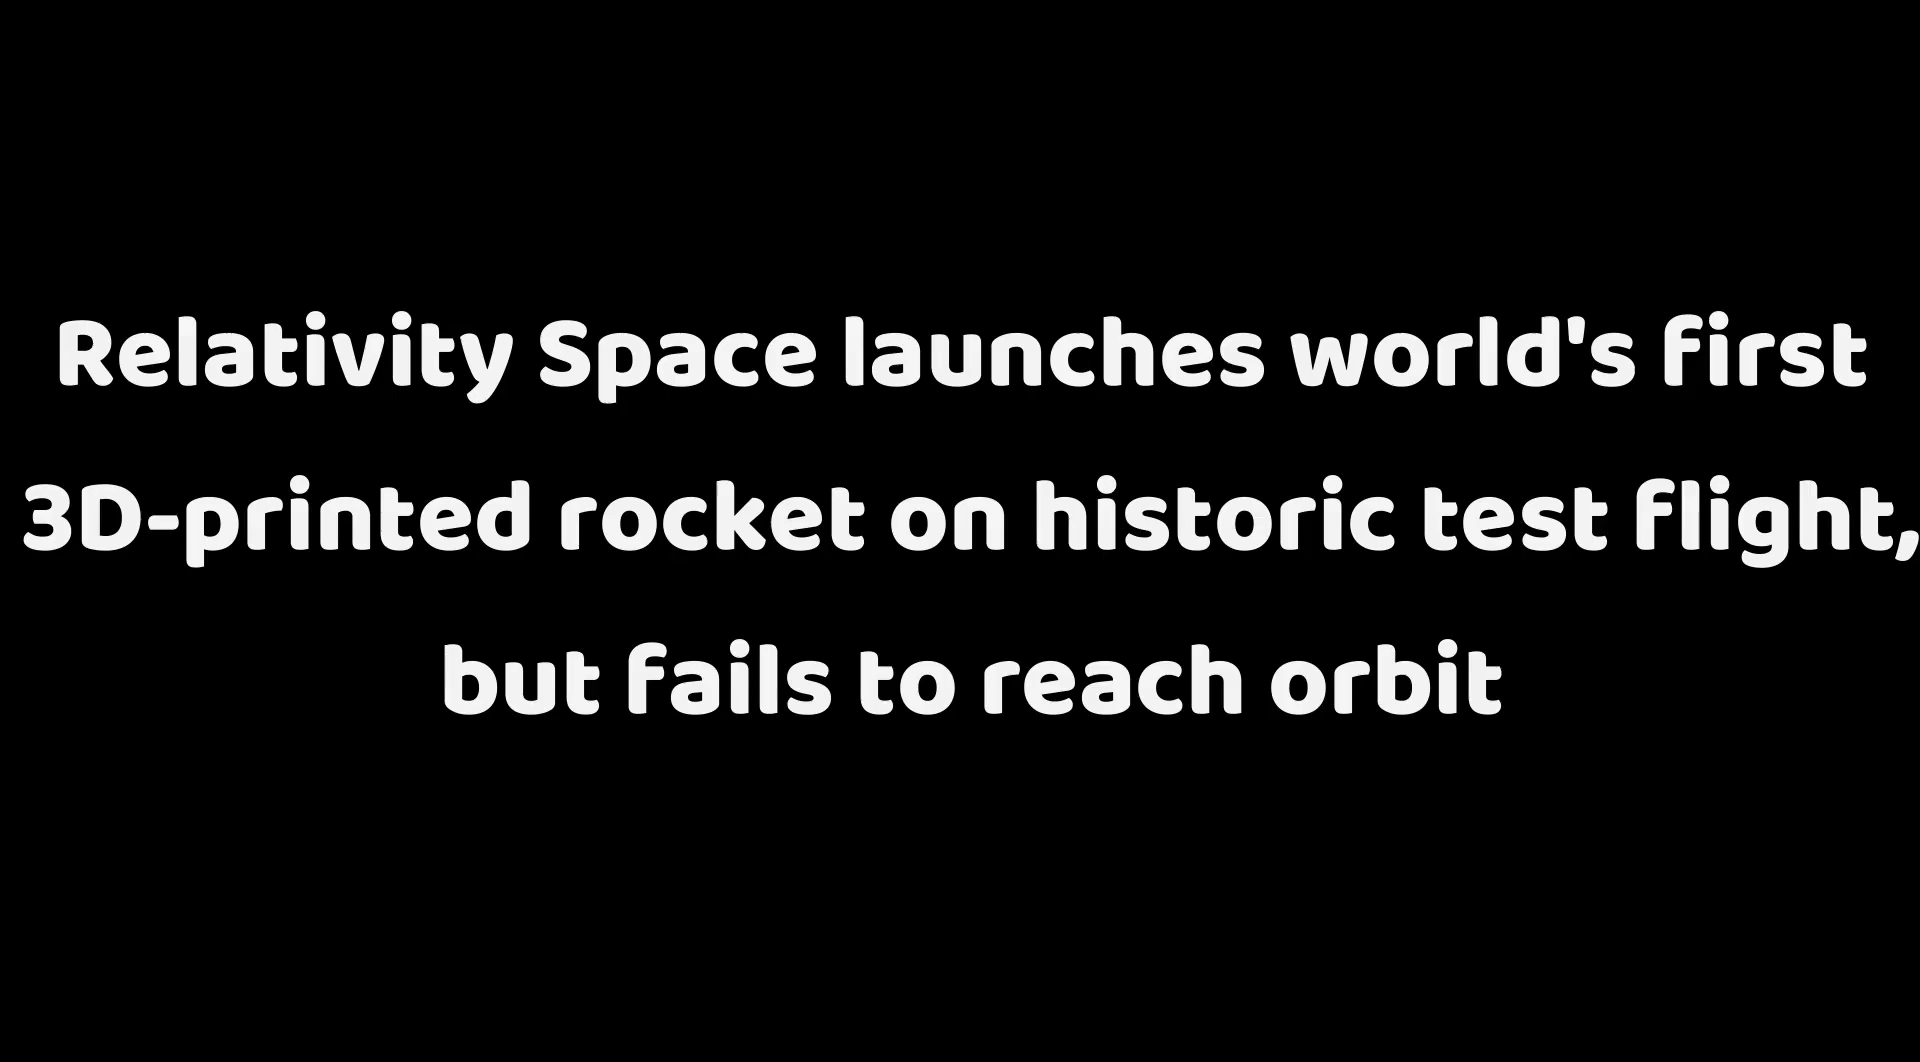 Relativity Space launches world's first
3D-printed rocket on historic test flight,
but fails to reach orbit